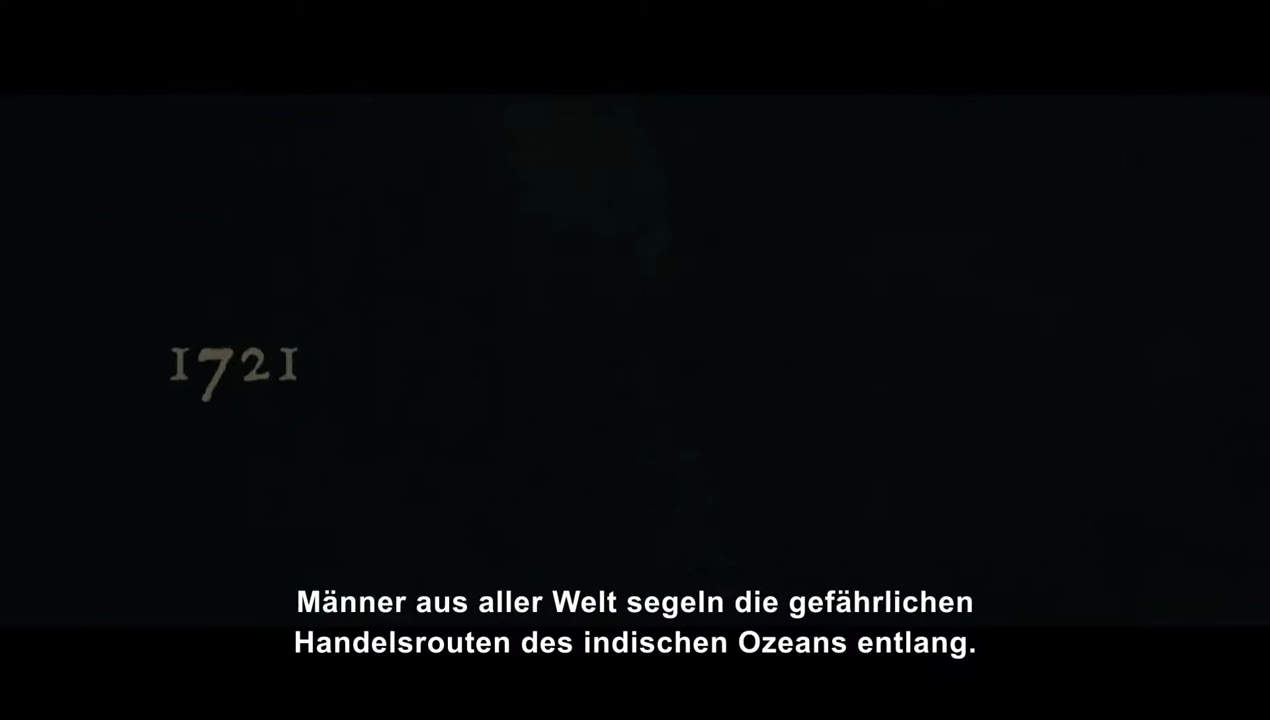 1721
Männer aus aller Welt segeln die gefährlichen
Handelsrouten des indischen Ozeans entlang.